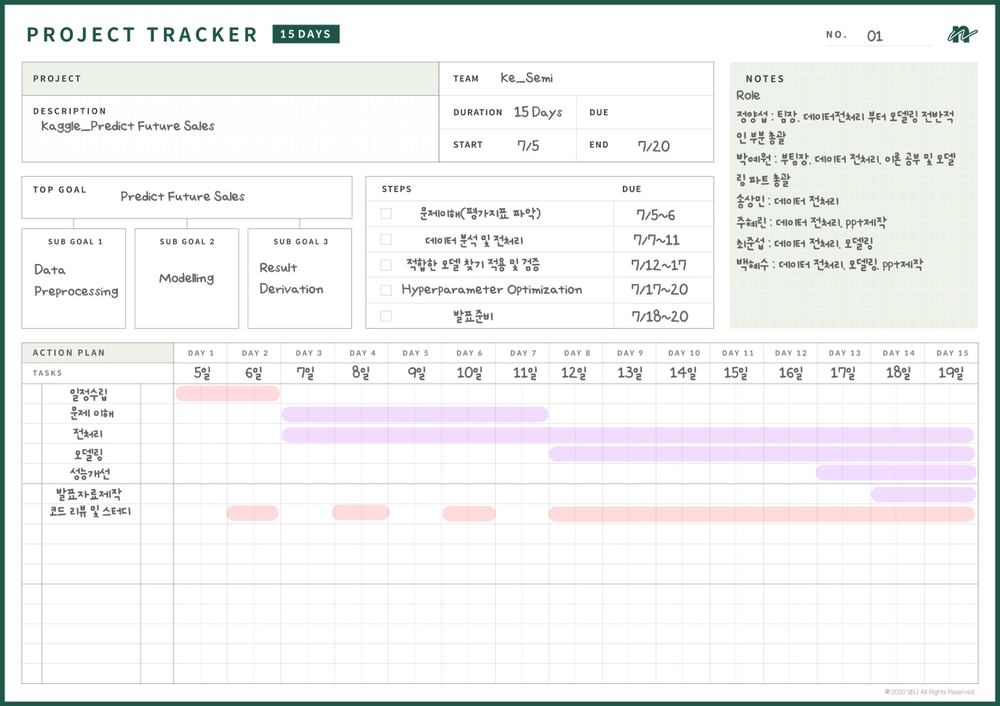 PROJECT TRACKER 15 DAYS
NO. 01
PROJECT
DESCRIPTION
Kaggle_Predict Future Sales
TEAM Ke_Semi
DURATION 15 Days DUE
START 7/5 END 7/20
NOTES
Role
정양섭 : 팀장, 데이터전처리 부터 모델링 전반적
인 부분 총괄
박예원 : 부팀장, 데이터 전처리, 이론 공부 및 모델
링 파트 총괄
송상민 : 데이터 전처리
주혜린 : 데이터 전처리, ppt제작
최준섭 : 데이터 전처리, 모델링
백혜수 : 데이터 전처리, 모델링, ppt제작
TOP GOAL Predict Future Sales
SUB GOAL 1
Data
Preprocessing
SUB GOAL 2
Modelling
SUB GOAL 3
Result
Derivation
STEPS DUE
문제이해(평가지표 파악) 7/5~6
데이터 분석 및 전처리 7/7~11
적합한 모델 찾기 적용 및 검증 7/12~17
Hyperparameter Optimization 7/17~20
발표준비 7/18~20
ACTION PLAN DAY 1 DAY 2 DAY 3 DAY 4 DAY 5 DAY 6 DAY 7 DAY 8 DAY 9 DAY 10 DAY 11 DAY 12 DAY 13 DAY 14 DAY 15
TASKS 5일 6일 7일 8일 9일 10일 11일 12일 13일 14일 15일 16일 17일 18일 19일
일정수립
문제 이해
전처리
모델링
성능개선
발표자료제작
코드 리뷰 및 스터디
© 2020 낼나 All Rights Reserved.